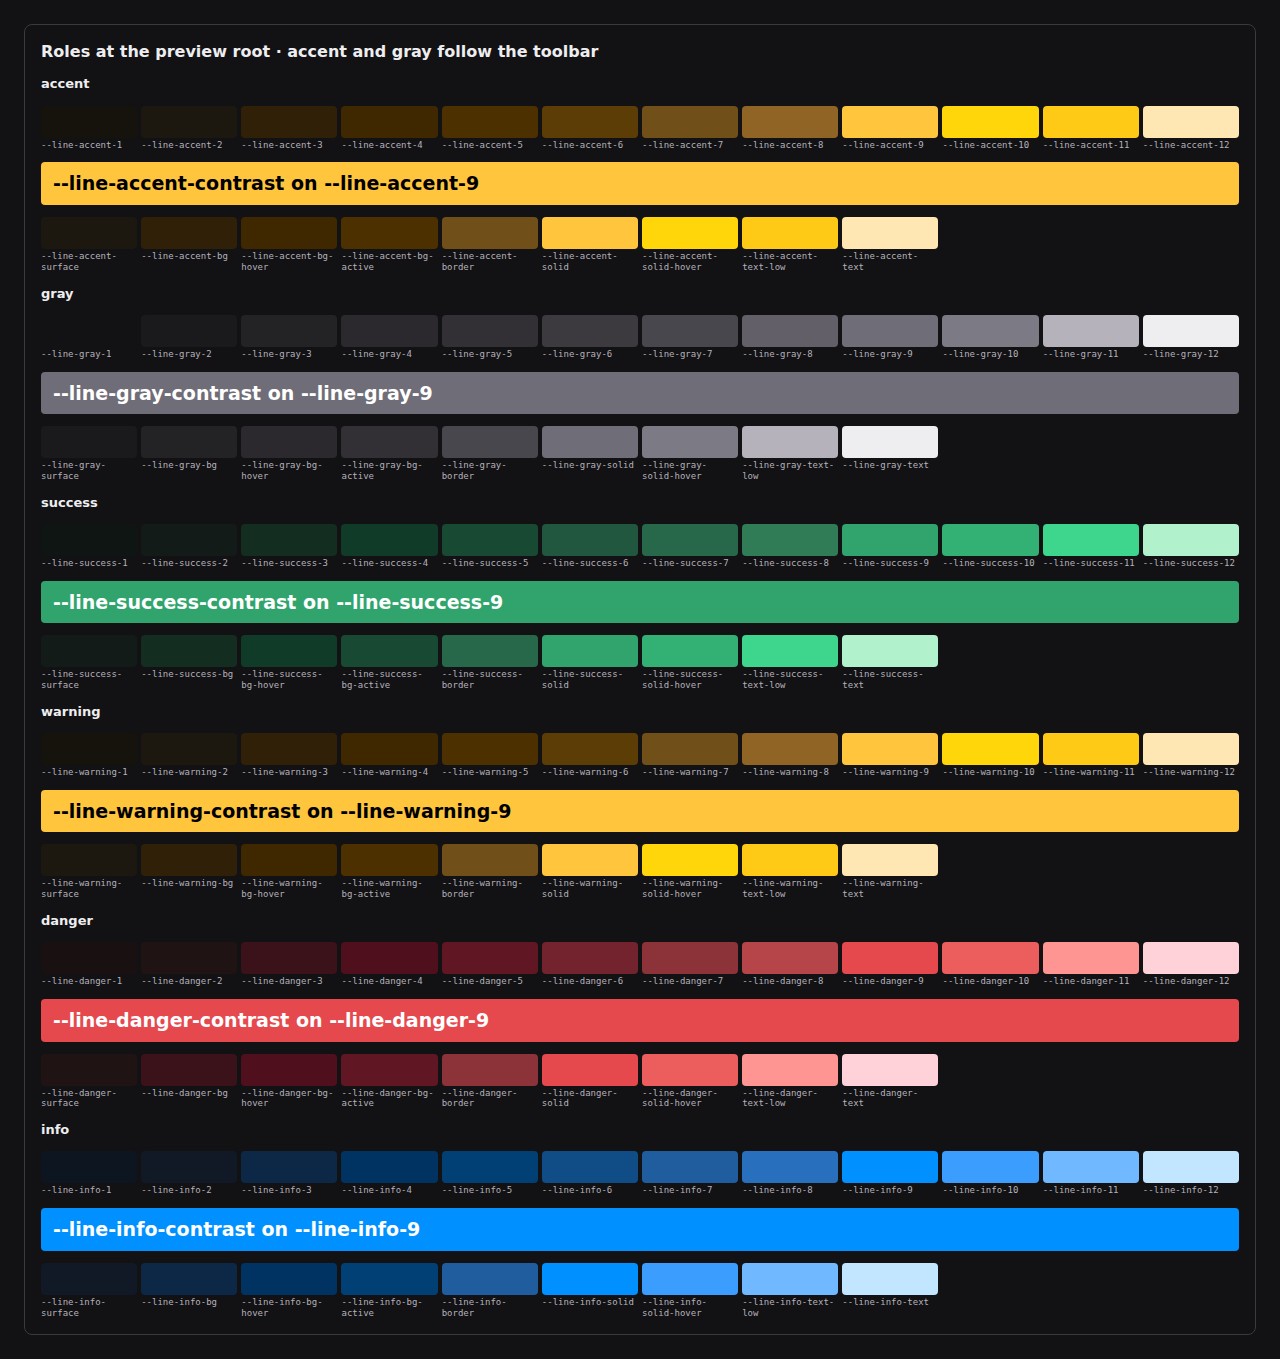 Roles at the preview root · accent and gray follow the toolbar
accent
--line-accent-1 --line-accent-2 --line-accent-3 --line-accent-4 --line-accent-5 --line-accent-6 --line-accent-7 --line-accent-8 --line-accent-9 --line-accent-10 --line-accent-11 --line-accent-12
--line-accent-contrast on --line-accent-9
--line-accent- --line-accent-bg --line-accent-bg- --line-accent-bg- --line-accent- --line-accent- --line-accent- --line-accent- --line-accent-
surface hover active border solid solid-hover text-low text
gray
--line-gray-1 --line-gray-2 --line-gray-3 --line-gray-4 --line-gray-5 --line-gray-6 --line-gray-7 --line-gray-8 --line-gray-9 --line-gray-10 --line-gray-11 --line-gray-12
--line-gray-contrast on --line-gray-9
--line-gray- --line-gray-bg --line-gray-bg- --line-gray-bg- --line-gray- --line-gray-solid --line-gray- --line-gray-text- --line-gray-text
surface hover active border solid-hover low
success
--line-success-1 --line-success-2 --line-success-3 --line-success-4 --line-success-5 --line-success-6 --line-success-7 --line-success-8 --line-success-9 --line-success-10 --line-success-11 --line-success-12
--line-success-contrast on --line-success-9
--line-success- --line-success-bg --line-success- --line-success- --line-success- --line-success- --line-success- --line-success- --line-success-
surface bg-hover bg-active border solid solid-hover text-low text
warning
--line-warning-1 --line-warning-2 --line-warning-3 --line-warning-4 --line-warning-5 --line-warning-6 --line-warning-7 --line-warning-8 --line-warning-9 --line-warning-10 --line-warning-11 --line-warning-12
--line-warning-contrast on --line-warning-9
--line-warning- --line-warning-bg --line-warning- --line-warning- --line-warning- --line-warning- --line-warning- --line-warning- --line-warning-
surface bg-hover bg-active border solid solid-hover text-low text
danger
--line-danger-1 --line-danger-2 --line-danger-3 --line-danger-4 --line-danger-5 --line-danger-6 --line-danger-7 --line-danger-8 --line-danger-9 --line-danger-10 --line-danger-11 --line-danger-12
--line-danger-contrast on --line-danger-9
--line-danger- --line-danger-bg --line-danger-bg- --line-danger-bg- --line-danger- --line-danger- --line-danger- --line-danger- --line-danger-
surface hover active border solid solid-hover text-low text
info
--line-info-1 --line-info-2 --line-info-3 --line-info-4 --line-info-5 --line-info-6 --line-info-7 --line-info-8 --line-info-9 --line-info-10 --line-info-11 --line-info-12
--line-info-contrast on --line-info-9
--line-info- --line-info-bg --line-info-bg- --line-info-bg- --line-info- --line-info-solid --line-info- --line-info-text- --line-info-text
surface hover active border solid-hover low